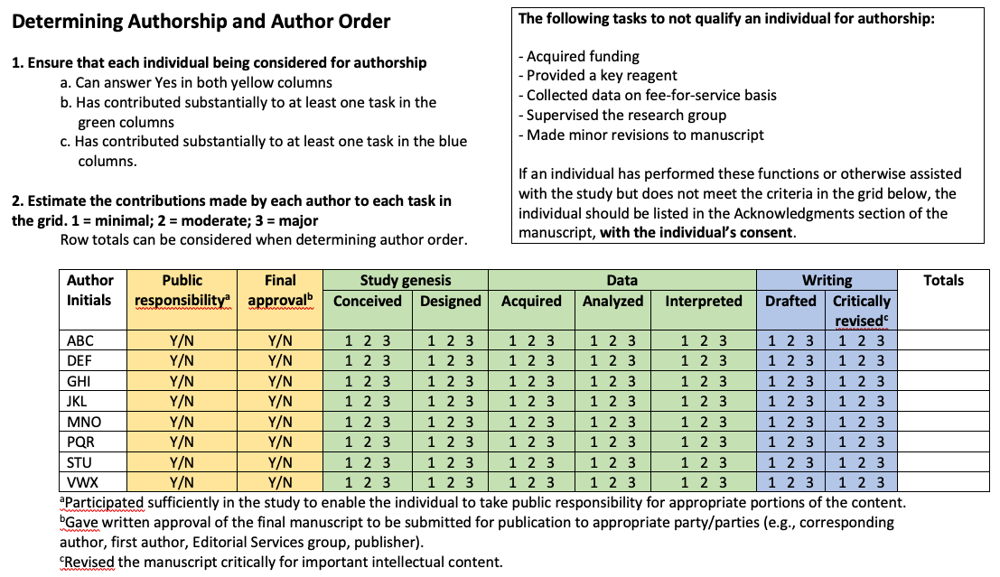 Determining Authorship and Author Order
1. Ensure that each individual being considered for authorship
a. Can answer Yes in both yellow columns
b. Has contributed substantially to at least one task in the
green columns
c. Has contributed substantially to at least one task in the blue
columns.
2. Estimate the contributions made by each author to each task in
the grid. 1 = minimal; 2 = moderate; 3 = major
Row totals can be considered when determining author order.
The following tasks to not qualify an individual for authorship:
- Acquired funding
- Provided a key reagent
- Collected data on fee-for-service basis
- Supervised the research group
- Made minor revisions to manuscript
If an individual has performed these functions or otherwise assisted
with the study but does not meet the criteria in the grid below, the
individual should be listed in the Acknowledgments section of the
manuscript, with the individual's consent.
Author Public Final Study genesis Data Writing Totals
Initials responsibilityᵃ approvalᵇ Conceived Designed Acquired Analyzed Interpreted Drafted Critically
revisedᶜ
ABC Y/N Y/N 1 2 3 1 2 3 1 2 3 1 2 3 1 2 3 1 2 3 1 2 3
DEF Y/N Y/N 1 2 3 1 2 3 1 2 3 1 2 3 1 2 3 1 2 3 1 2 3
GHI Y/N Y/N 1 2 3 1 2 3 1 2 3 1 2 3 1 2 3 1 2 3 1 2 3
JKL Y/N Y/N 1 2 3 1 2 3 1 2 3 1 2 3 1 2 3 1 2 3 1 2 3
MNO Y/N Y/N 1 2 3 1 2 3 1 2 3 1 2 3 1 2 3 1 2 3 1 2 3
PQR Y/N Y/N 1 2 3 1 2 3 1 2 3 1 2 3 1 2 3 1 2 3 1 2 3
STU Y/N Y/N 1 2 3 1 2 3 1 2 3 1 2 3 1 2 3 1 2 3 1 2 3
VWX Y/N Y/N 1 2 3 1 2 3 1 2 3 1 2 3 1 2 3 1 2 3 1 2 3
ᵃParticipated sufficiently in the study to enable the individual to take public responsibility for appropriate portions of the content.
ᵇGave written approval of the final manuscript to be submitted for publication to appropriate party/parties (e.g., corresponding
author, first author, Editorial Services group, publisher).
ᶜRevised the manuscript critically for important intellectual content.